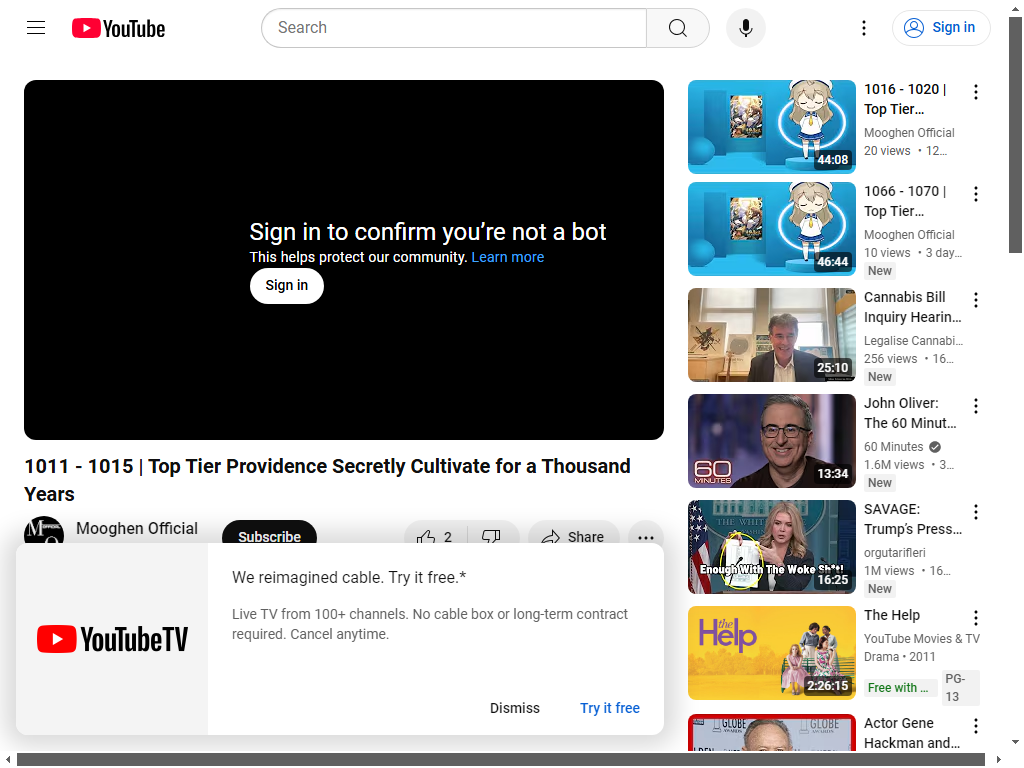 YouTube
Search
Sign in
Sign in to confirm you’re not a bot
This helps protect our community. Learn more
Sign in
1011 - 1015 | Top Tier Providence Secretly Cultivate for a Thousand
Years
Mooghen Official
Subscribe
2
Share
YouTubeTV
We reimagined cable. Try it free.*
Live TV from 100+ channels. No cable box or long-term contract
required. Cancel anytime.
Dismiss
Try it free
44:08
1016 - 1020 |
Top Tier…
Mooghen Official
20 views • 12…
46:44
1066 - 1070 |
Top Tier…
Mooghen Official
10 views • 3 day…
New
25:10
Cannabis Bill
Inquiry Hearin…
Legalise Cannabi…
256 views • 16…
New
60
MINUTES
13:34
John Oliver:
The 60 Minut…
60 Minutes
1.6M views • 3…
New
THE WHITE
Enough With The Woke Sh*t!
16:25
SAVAGE:
Trump’s Press…
orgutarifleri
1M views • 16…
New
the Help
2:26:15
The Help
YouTube Movies & TV
Drama • 2011
Free with …
PG-
13
GLOBE
AWARDS
GLOBE
Actor Gene
Hackman and…